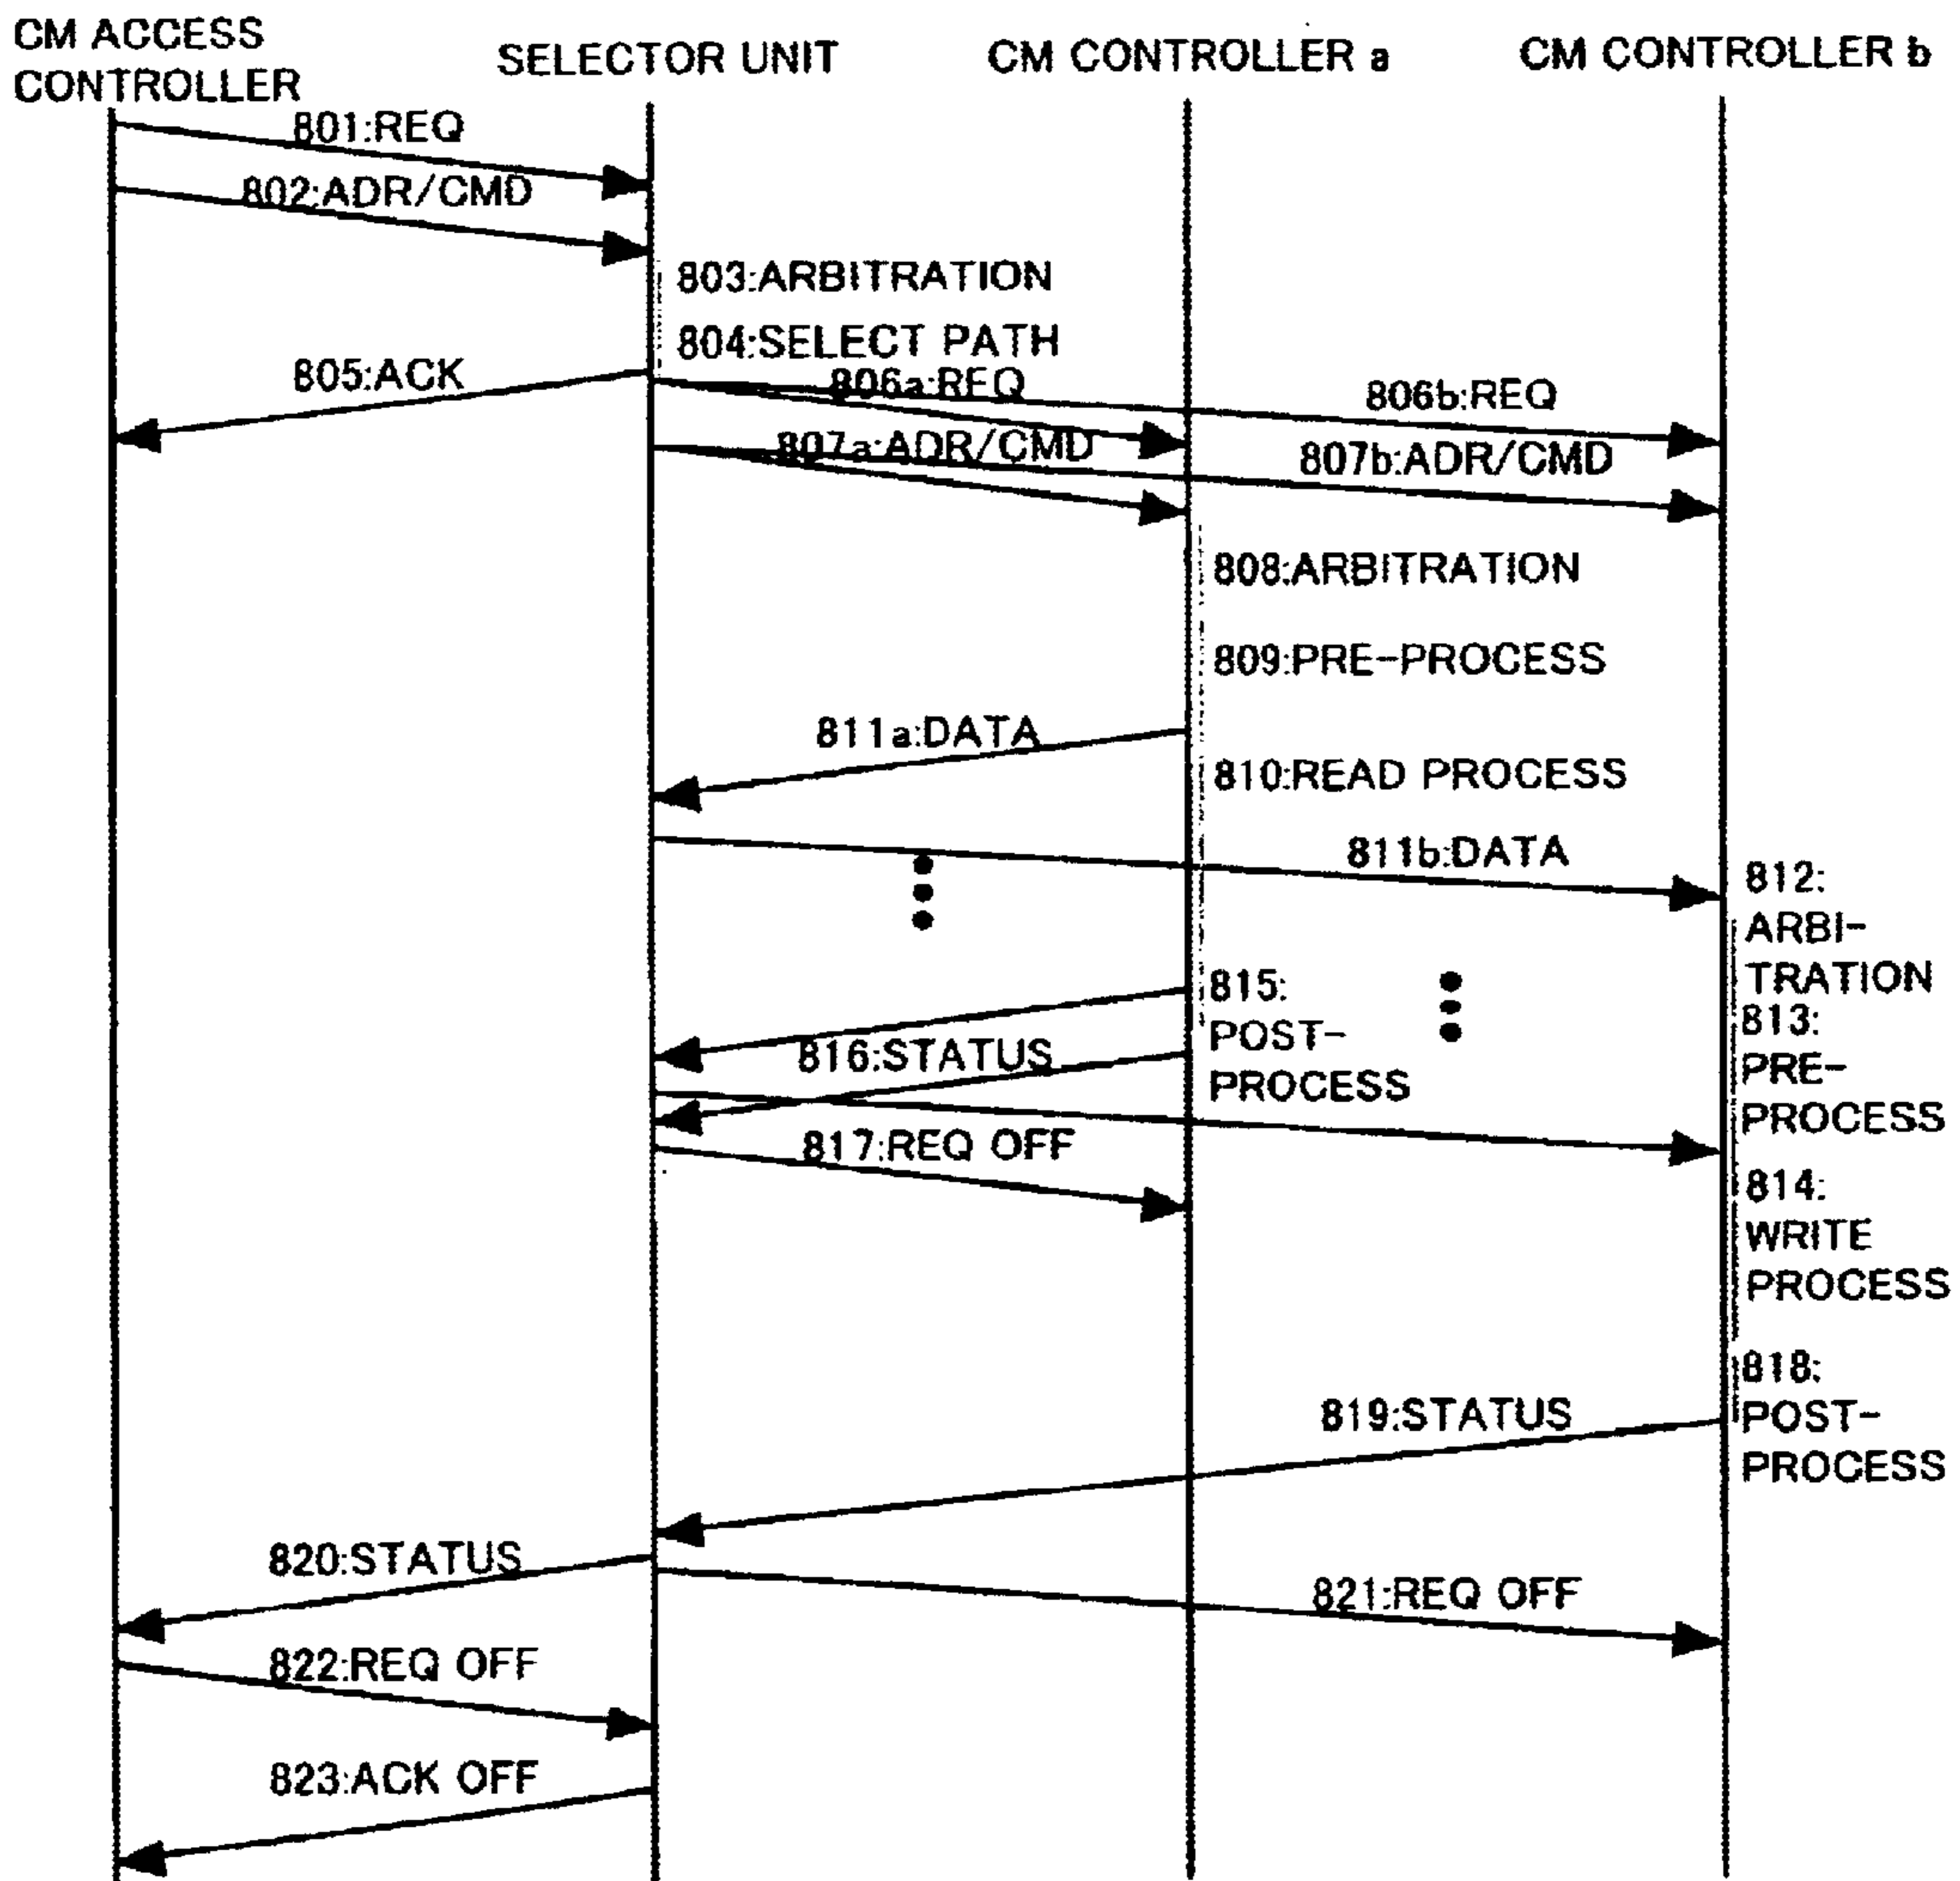 CM ACCESS
CONTROLLER
SELECTOR UNIT
CM CONTROLLER a
CM CONTROLLER b
801:REQ
802:ADR/CMD
803:ARBITRATION
804:SELECT PATH
805:ACK
806a:REQ
806b:REQ
807a:ADR/CMD
807b:ADR/CMD
808:ARBITRATION
809:PRE-PROCESS
811a:DATA
810:READ PROCESS
811b:DATA
812:
ARBI-
TRATION
813:
PRE-
PROCESS
815:
POST-
PROCESS
816:STATUS
817:REQ OFF
814:
WRITE
PROCESS
818:
POST-
PROCESS
819:STATUS
820:STATUS
821:REQ OFF
822:REQ OFF
823:ACK OFF